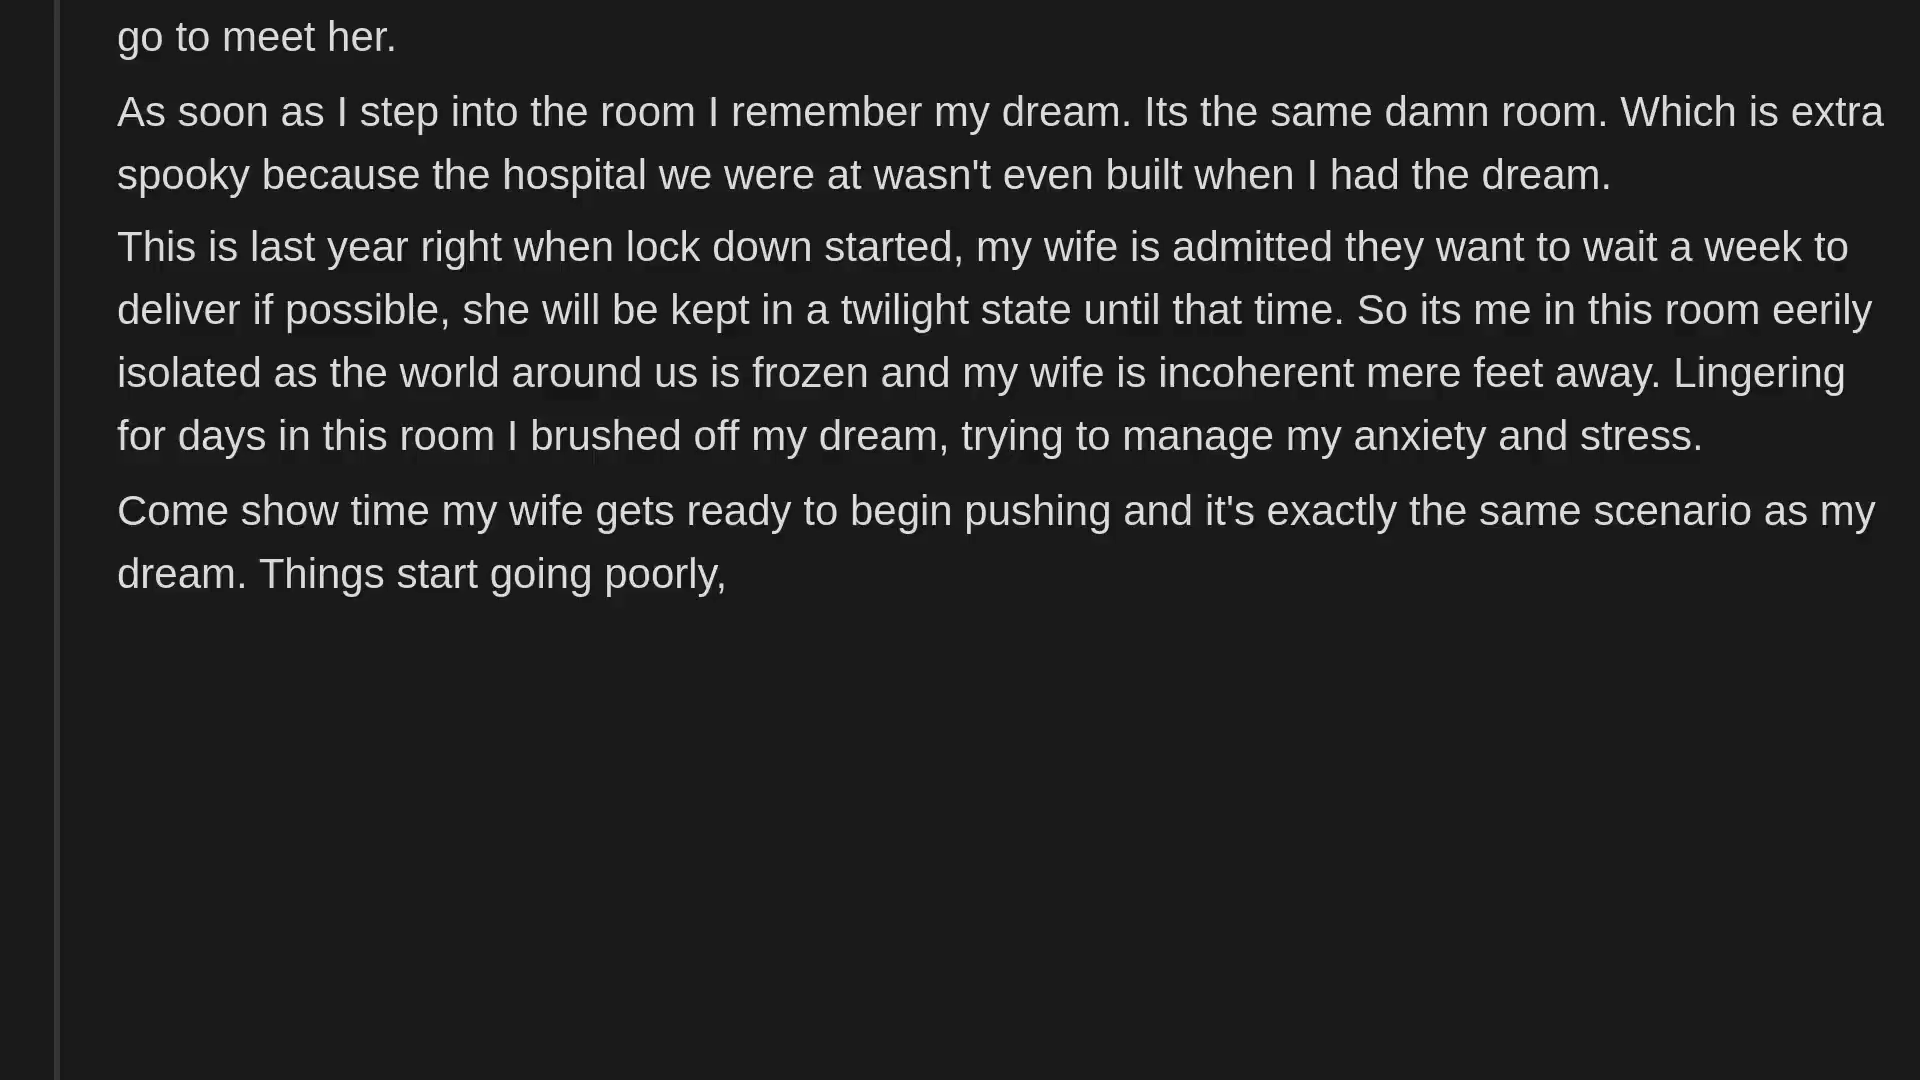 go to meet her.
As soon as I step into the room I remember my dream. Its the same damn room. Which is extra
spooky because the hospital we were at wasn't even built when I had the dream.
This is last year right when lock down started, my wife is admitted they want to wait a week to
deliver if possible, she will be kept in a twilight state until that time. So its me in this room eerily
isolated as the world around us is frozen and my wife is incoherent mere feet away. Lingering
for days in this room I brushed off my dream, trying to manage my anxiety and stress.
Come show time my wife gets ready to begin pushing and it's exactly the same scenario as my
dream. Things start going poorly,